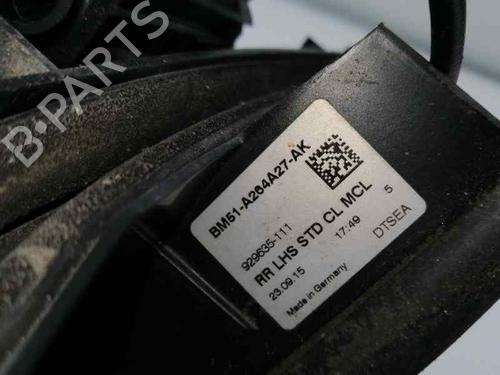 B-PARTS
BM51-A264A27-AK
929635-111
RR LHS STD CL MCL
23.09.15 17:49 5
Made in Germany DTSEA